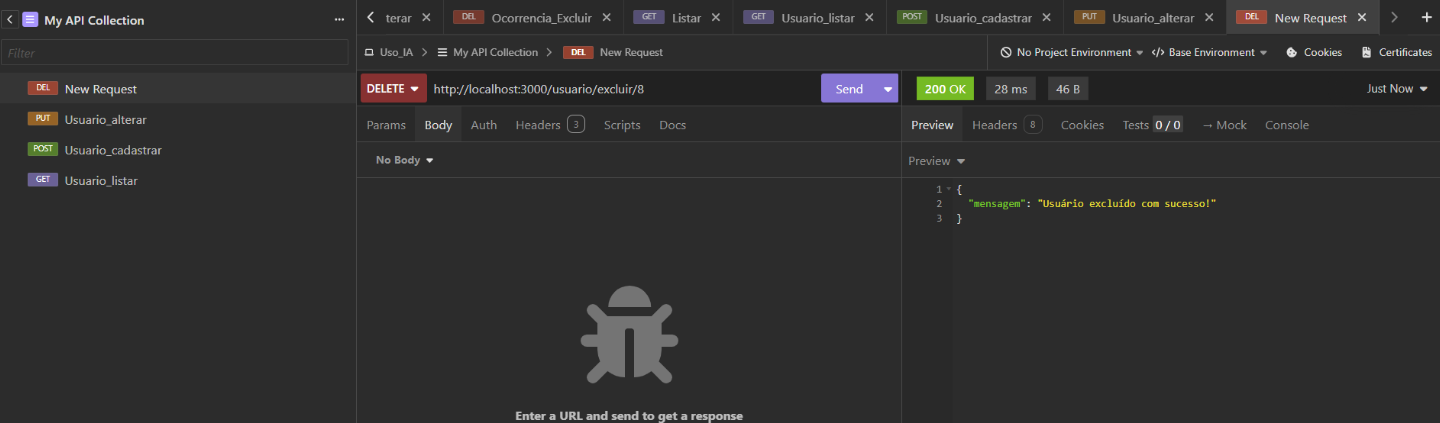 My API Collection
Filter
DEL New Request
PUT Usuario_alterar
POST Usuario_cadastrar
GET Usuario_listar
terar DEL Ocorrencia_Excluir GET Listar GET Usuario_listar POST Usuario_cadastrar PUT Usuario_alterar DEL New Request
Uso_IA My API Collection DEL New Request
No Project Environment Base Environment Cookies Certificates
DELETE http://localhost:3000/usuario/excluir/8 Send
200 OK 28 ms 46 B Just Now
Params Body Auth Headers 3 Scripts Docs
Preview Headers 8 Cookies Tests 0 / 0 → Mock Console
No Body
Preview
1 {
2 "mensagem": "Usuário excluído com sucesso!"
3 }
Enter a URL and send to get a response